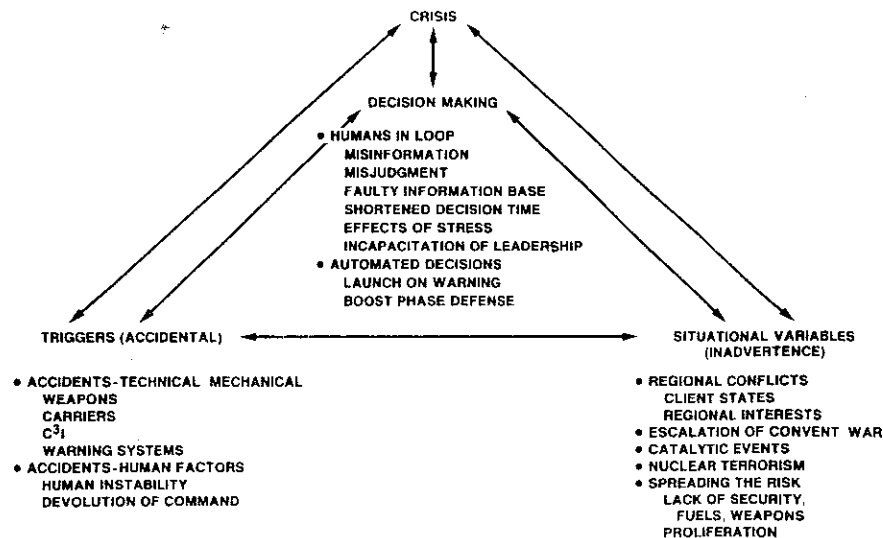 CRISIS
DECISION MAKING
• HUMANS IN LOOP
MISINFORMATION
MISJUDGMENT
FAULTY INFORMATION BASE
SHORTENED DECISION TIME
EFFECTS OF STRESS
INCAPACITATION OF LEADERSHIP
• AUTOMATED DECISIONS
LAUNCH ON WARNING
BOOST PHASE DEFENSE
TRIGGERS (ACCIDENTAL)
• ACCIDENTS-TECHNICAL MECHANICAL
WEAPONS
CARRIERS
C³I
WARNING SYSTEMS
• ACCIDENTS-HUMAN FACTORS
HUMAN INSTABILITY
DEVOLUTION OF COMMAND
SITUATIONAL VARIABLES
(INADVERTENCE)
• REGIONAL CONFLICTS
CLIENT STATES
REGIONAL INTERESTS
• ESCALATION OF CONVENT WAR
• CATALYTIC EVENTS
• NUCLEAR TERRORISM
• SPREADING THE RISK
LACK OF SECURITY,
FUELS, WEAPONS
PROLIFERATION